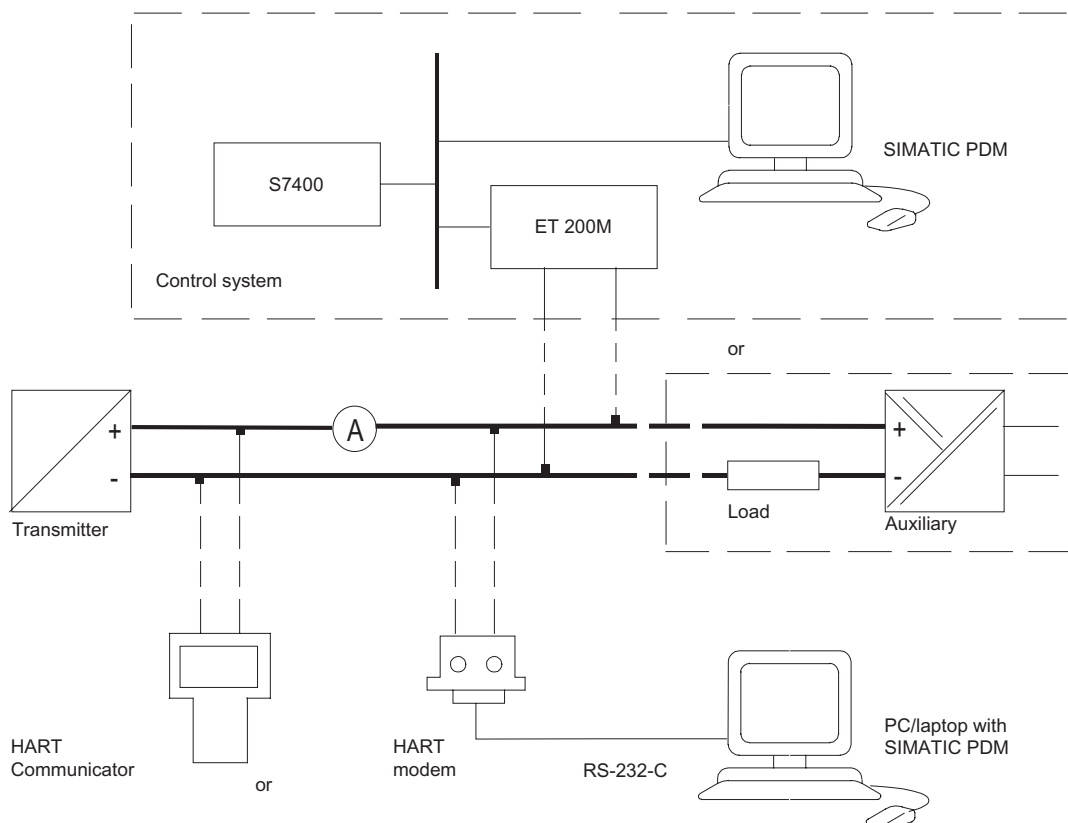 SIMATIC PDM
S7400
ET 200M
Control system
or
+
A
+
-
-
Transmitter
Load
Auxiliary
HART
Communicator
or
HART
modem
RS-232-C
PC/laptop with
SIMATIC PDM